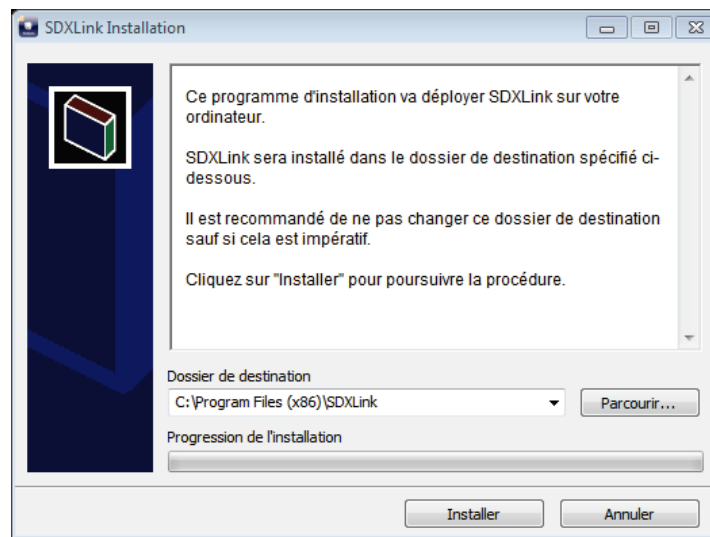 SDXLink Installation
Ce programme d'installation va déployer SDXLink sur votre
ordinateur.
SDXLink sera installé dans le dossier de destination spécifié ci-
dessous.
Il est recommandé de ne pas changer ce dossier de destination
sauf si cela est impératif.
Cliquez sur "Installer" pour poursuivre la procédure.
Dossier de destination
C:\Program Files (x86)\SDXLink
Parcourir...
Progression de l'installation
Installer
Annuler